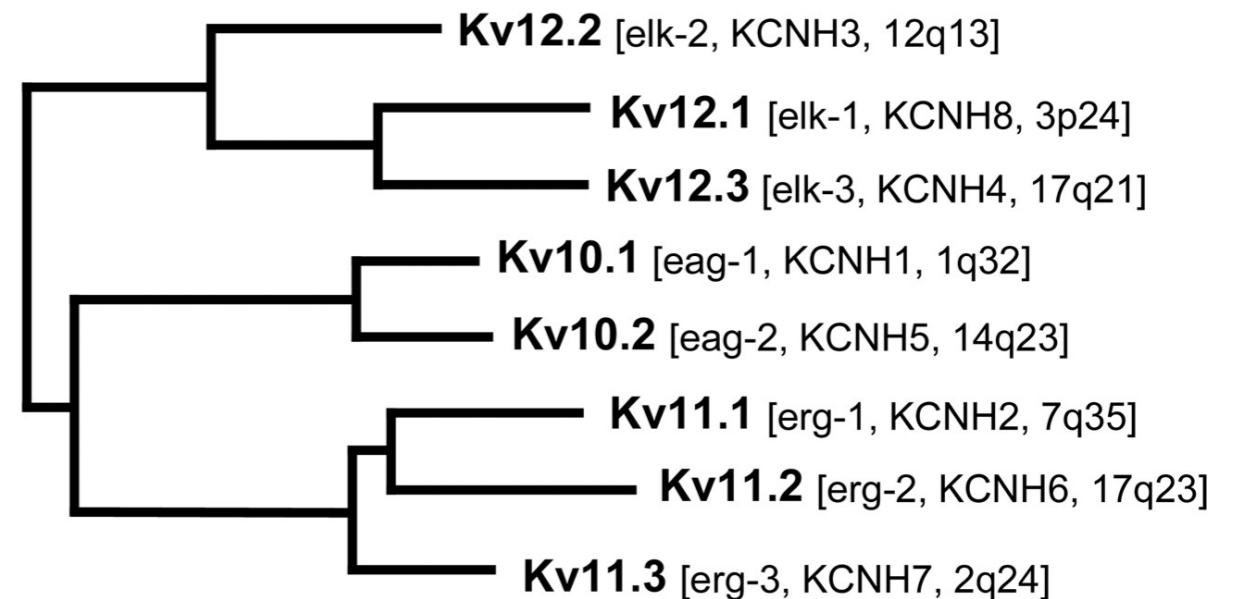 Kv12.2 [elk-2, KCNH3, 12q13]
Kv12.1 [elk-1, KCNH8, 3p24]
Kv12.3 [elk-3, KCNH4, 17q21]
Kv10.1 [eag-1, KCNH1, 1q32]
Kv10.2 [eag-2, KCNH5, 14q23]
Kv11.1 [erg-1, KCNH2, 7q35]
Kv11.2 [erg-2, KCNH6, 17q23]
Kv11.3 [erg-3, KCNH7, 2q24]